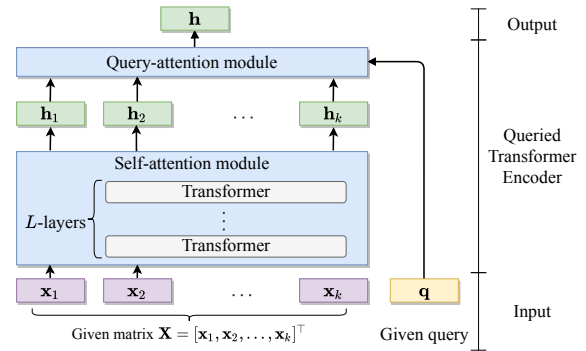 h
Output
Query-attention module
h₁ h₂ ... hₖ
Queried
Transformer
Encoder
Self-attention module
Transformer
L-layers
⋮
Transformer
x₁ x₂ ... xₖ q
Input
Given matrix X = [x₁, x₂, ..., xₖ]⊤ Given query